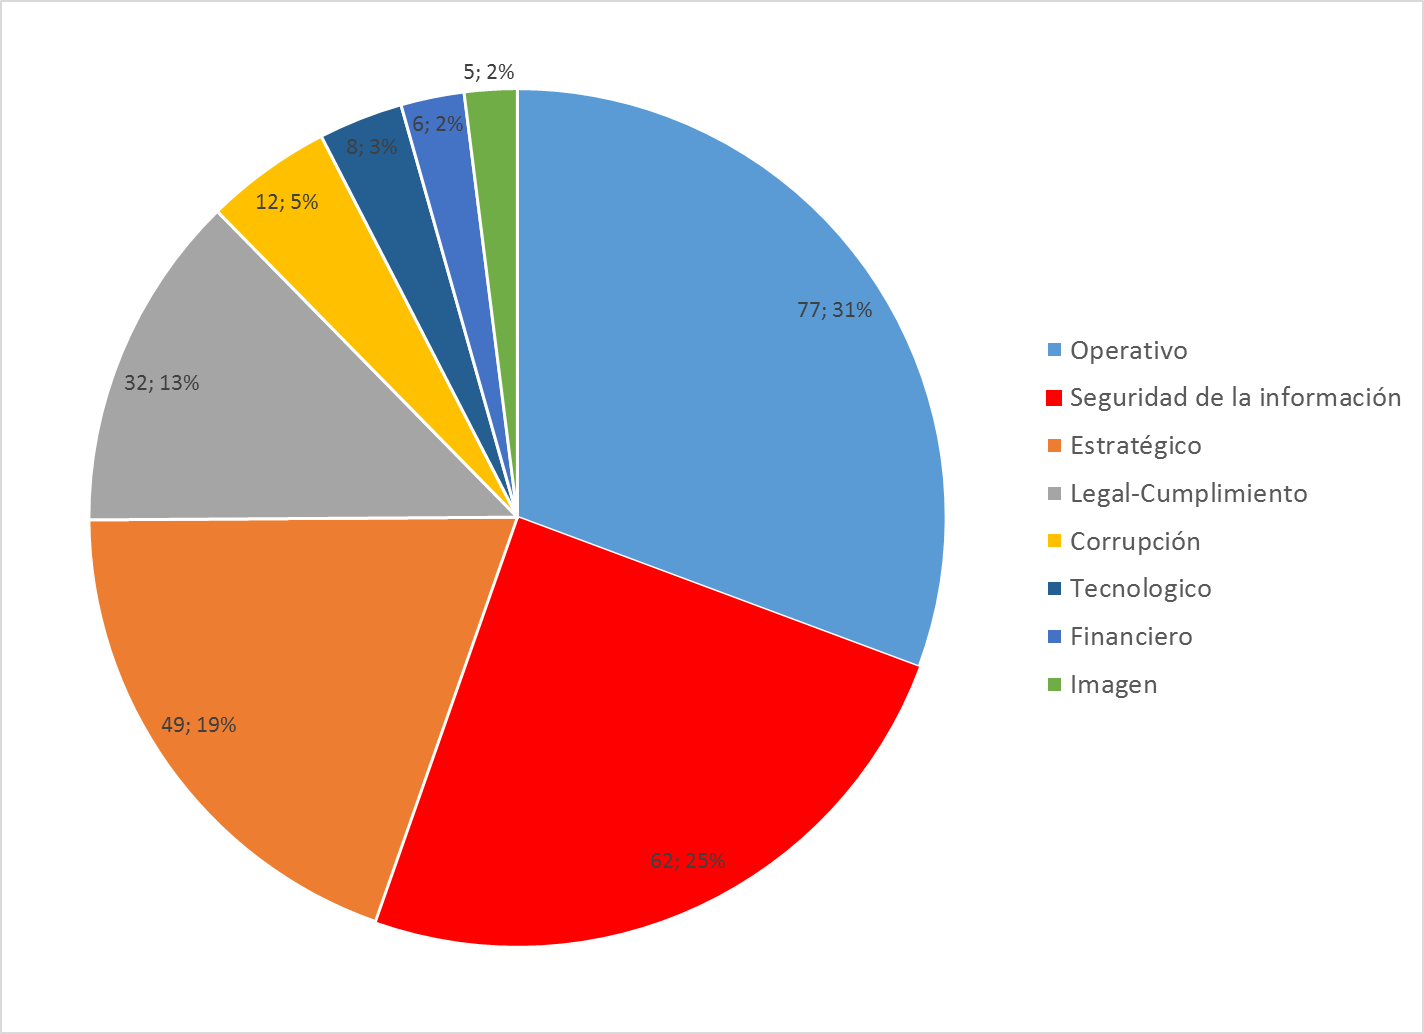 5; 2%
6; 2%
8; 3%
12; 5%
77; 31%
32; 13%
49; 19%
62; 25%
Operativo
Seguridad de la información
Estratégico
Legal-Cumplimiento
Corrupción
Tecnologico
Financiero
Imagen